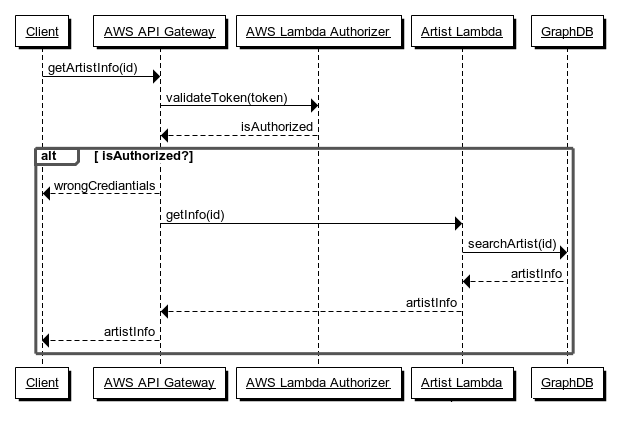 Client
AWS API Gateway
AWS Lambda Authorizer
Artist Lambda
GraphDB
getArtistInfo(id)
validateToken(token)
isAuthorized
alt
[ isAuthorized?]
wrongCrediantials
getInfo(id)
searchArtist(id)
artistInfo
artistInfo
artistInfo
Client
AWS API Gateway
AWS Lambda Authorizer
Artist Lambda
GraphDB